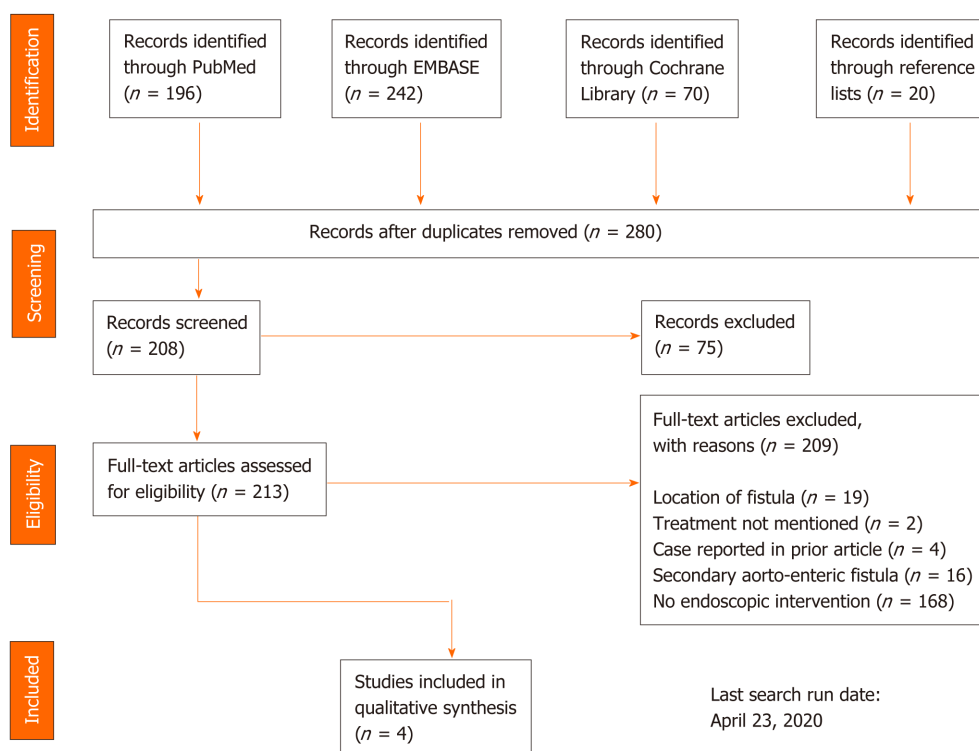 Identification
Records identified
through PubMed
(n = 196)
Records identified
through EMBASE
(n = 242)
Records identified
through Cochrane
Library (n = 70)
Records identified
through reference
lists (n = 20)
Screening
Records after duplicates removed (n = 280)
Records screened
(n = 208)
Records excluded
(n = 75)
Eligibility
Full-text articles assessed
for eligibility (n = 213)
Full-text articles excluded,
with reasons (n = 209)
Location of fistula (n = 19)
Treatment not mentioned (n = 2)
Case reported in prior article (n = 4)
Secondary aorto-enteric fistula (n = 16)
No endoscopic intervention (n = 168)
Included
Studies included in
qualitative synthesis
(n = 4)
Last search run date:
April 23, 2020